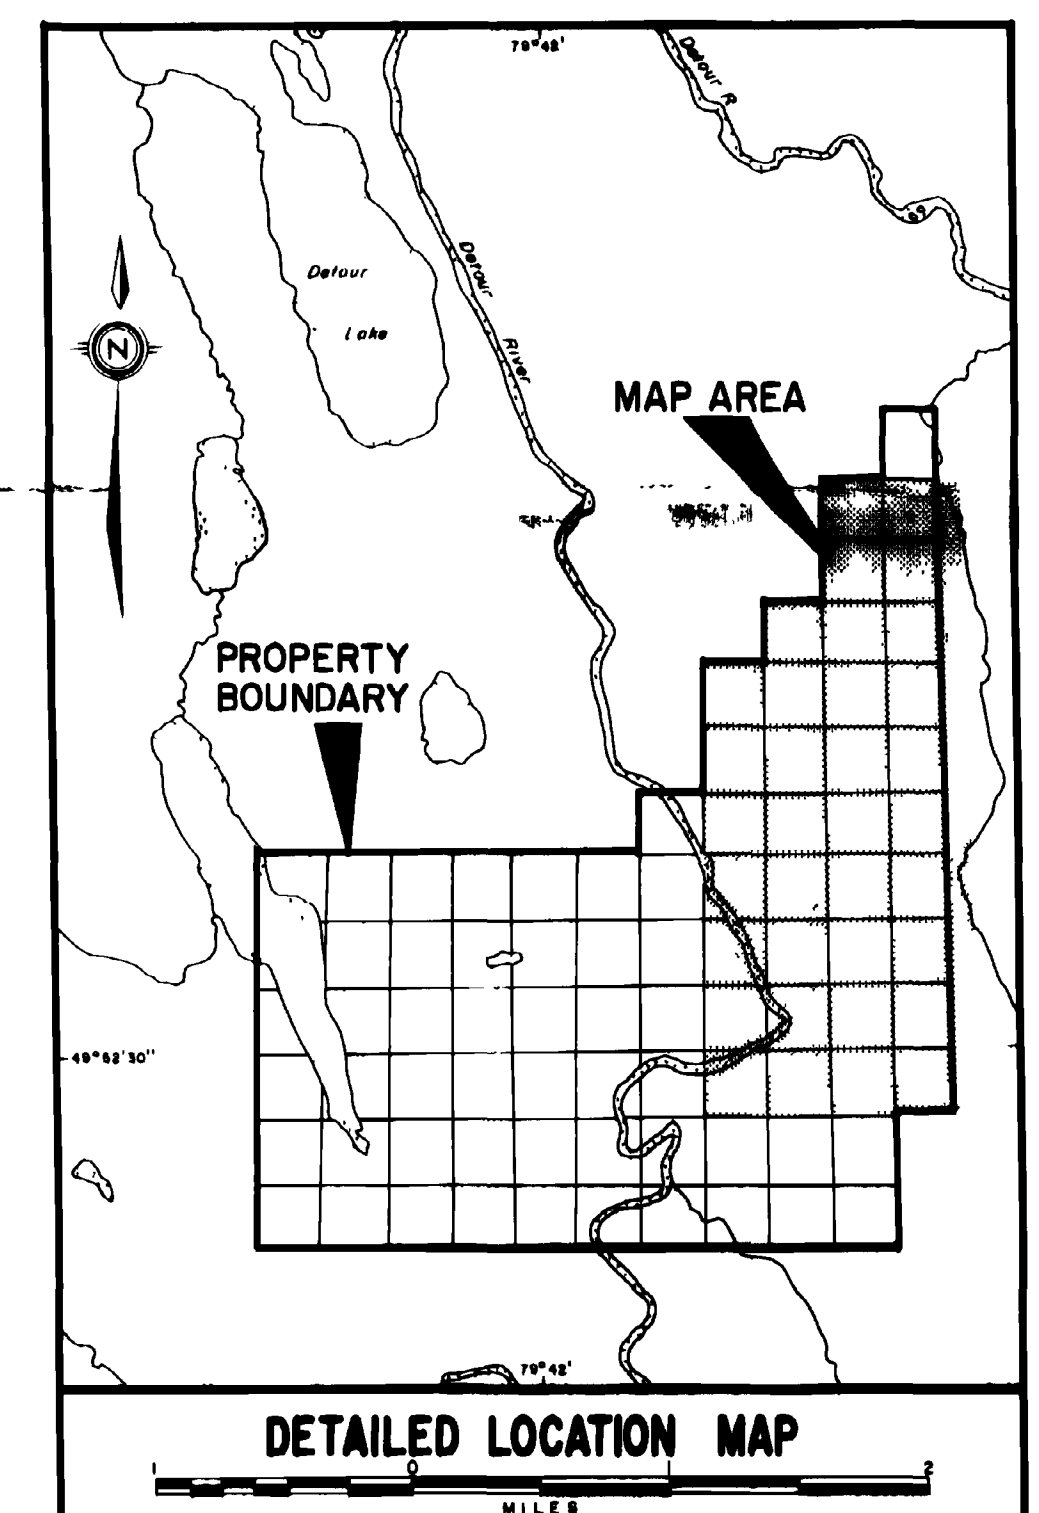 79°42'
Detour R
Detour
Lake
Detour
River
N
MAP AREA
PROPERTY
BOUNDARY
49°52'30"
79°42'
DETAILED LOCATION MAP
1 0 1 2
MILES